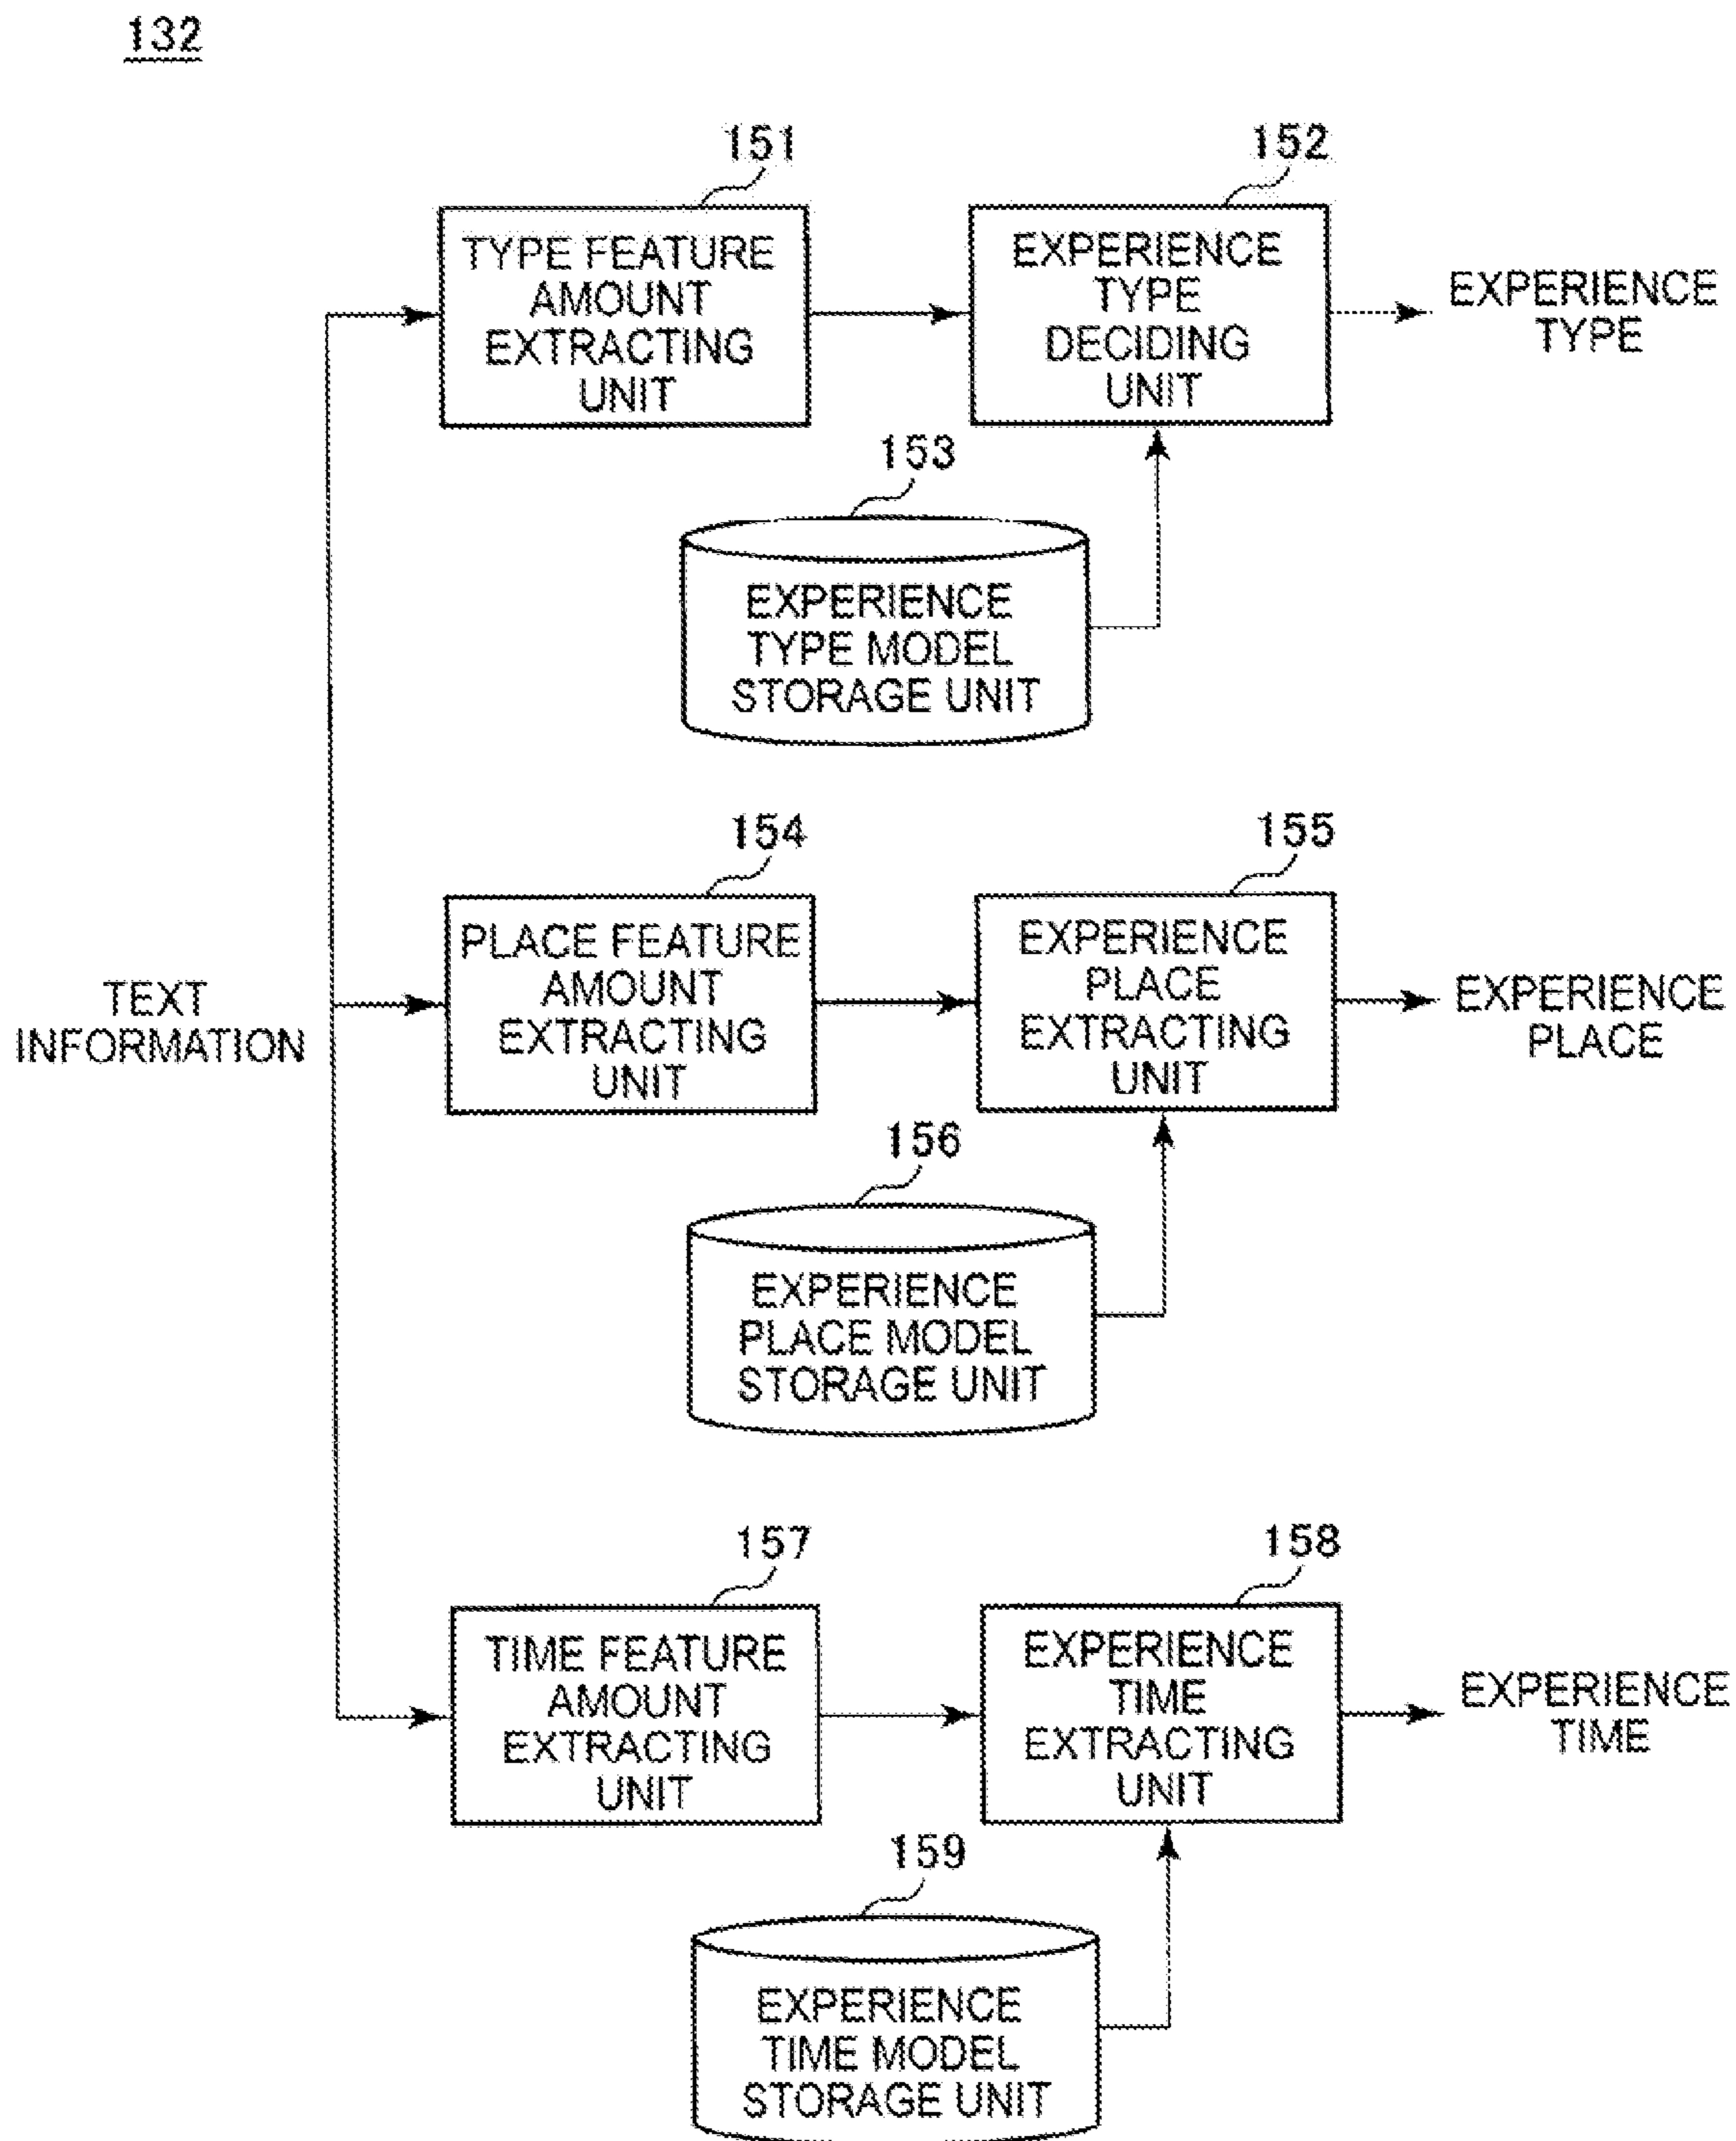 132
151
152
TYPE FEATURE
AMOUNT
EXTRACTING
UNIT
EXPERIENCE
TYPE
DECIDING
UNIT
EXPERIENCE
TYPE
153
EXPERIENCE
TYPE MODEL
STORAGE UNIT
154
155
TEXT
INFORMATION
PLACE FEATURE
AMOUNT
EXTRACTING
UNIT
EXPERIENCE
PLACE
EXTRACTING
UNIT
EXPERIENCE
PLACE
156
EXPERIENCE
PLACE MODEL
STORAGE UNIT
157
158
TIME FEATURE
AMOUNT
EXTRACTING
UNIT
EXPERIENCE
TIME
EXTRACTING
UNIT
EXPERIENCE
TIME
159
EXPERIENCE
TIME MODEL
STORAGE UNIT